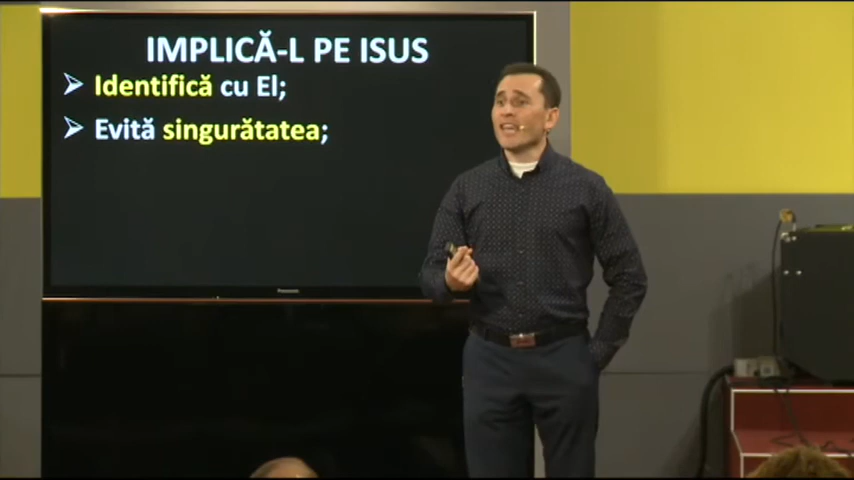 IMPLICĂ-L PE ISUS
⮚ Identifică cu El;
⮚ Evită singurătatea;
Panasonic